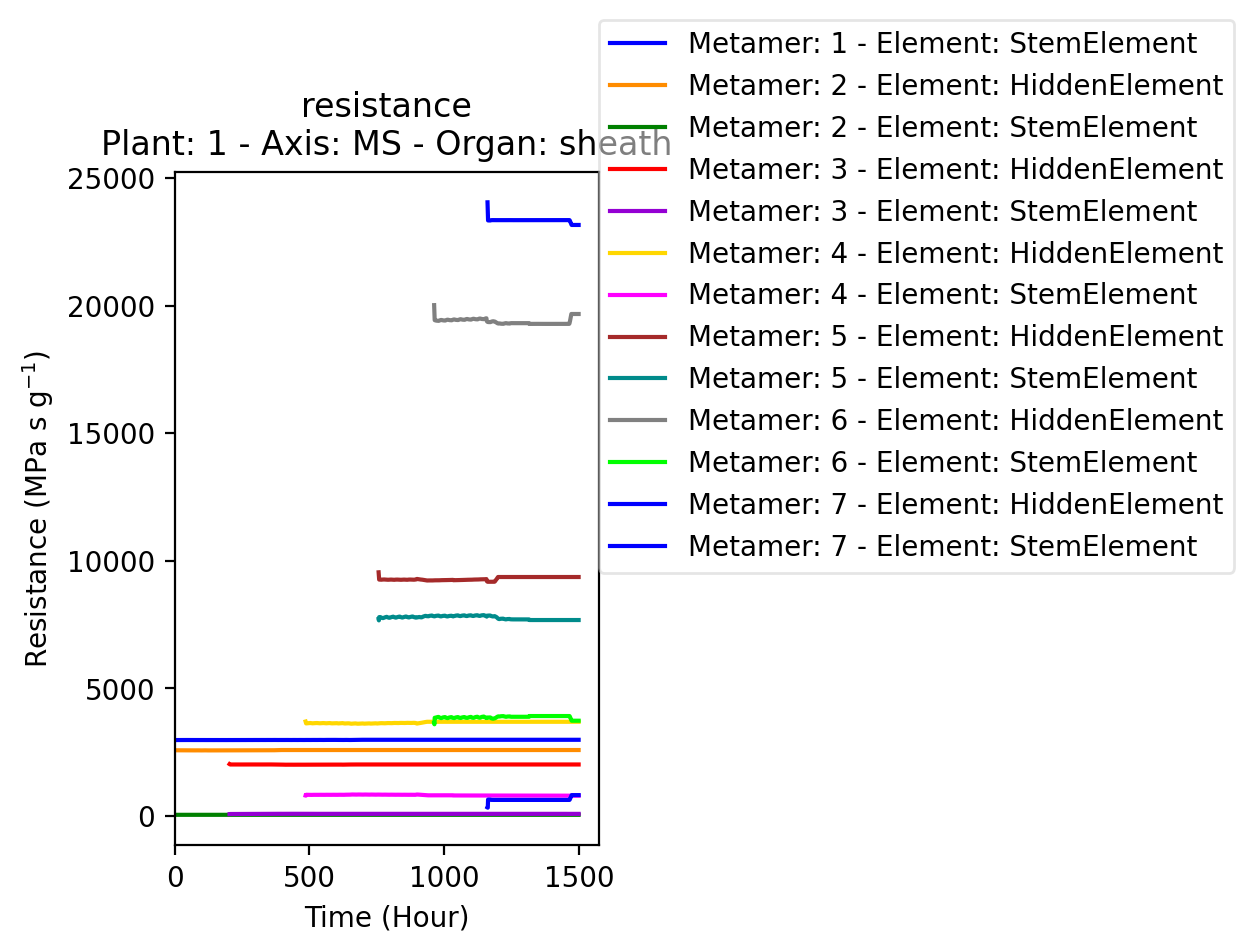 resistance
Plant: 1 - Axis: MS - Organ: sheath
Metamer: 1 - Element: StemElement
Metamer: 2 - Element: HiddenElement
Metamer: 2 - Element: StemElement
Metamer: 3 - Element: HiddenElement
Metamer: 3 - Element: StemElement
Metamer: 4 - Element: HiddenElement
Metamer: 4 - Element: StemElement
Metamer: 5 - Element: HiddenElement
Metamer: 5 - Element: StemElement
Metamer: 6 - Element: HiddenElement
Metamer: 6 - Element: StemElement
Metamer: 7 - Element: HiddenElement
Metamer: 7 - Element: StemElement
Resistance (MPa s g⁻¹)
25000
20000
15000
10000
5000
0
0 500 1000 1500
Time (Hour)